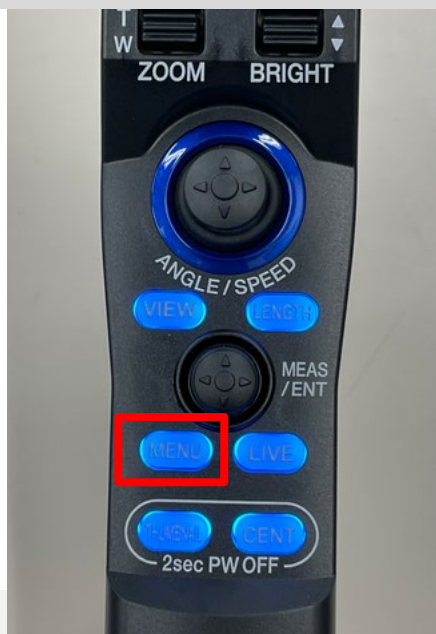 T
W
ZOOM BRIGHT
ANGLE/SPEED
VIEW LENGTH
MEAS
/ENT
MENU LIVE
THUMBNAIL CENT
2sec PW OFF